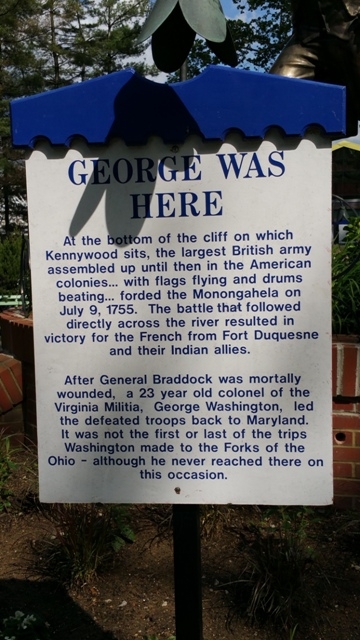 GEORGE WAS
HERE
At the bottom of the cliff on which
Kennywood sits, the largest British army
assembled up until then in the American
colonies... with flags flying and drums
beating... forded the Monongahela on
July 9, 1755. The battle that followed
directly across the river resulted in
victory for the French from Fort Duquesne
and their Indian allies.
After General Braddock was mortally
wounded, a 23 year old colonel of the
Virginia Militia, George Washington, led
the defeated troops back to Maryland.
It was not the first or last of the trips
Washington made to the Forks of the
Ohio - although he never reached there on
this occasion.